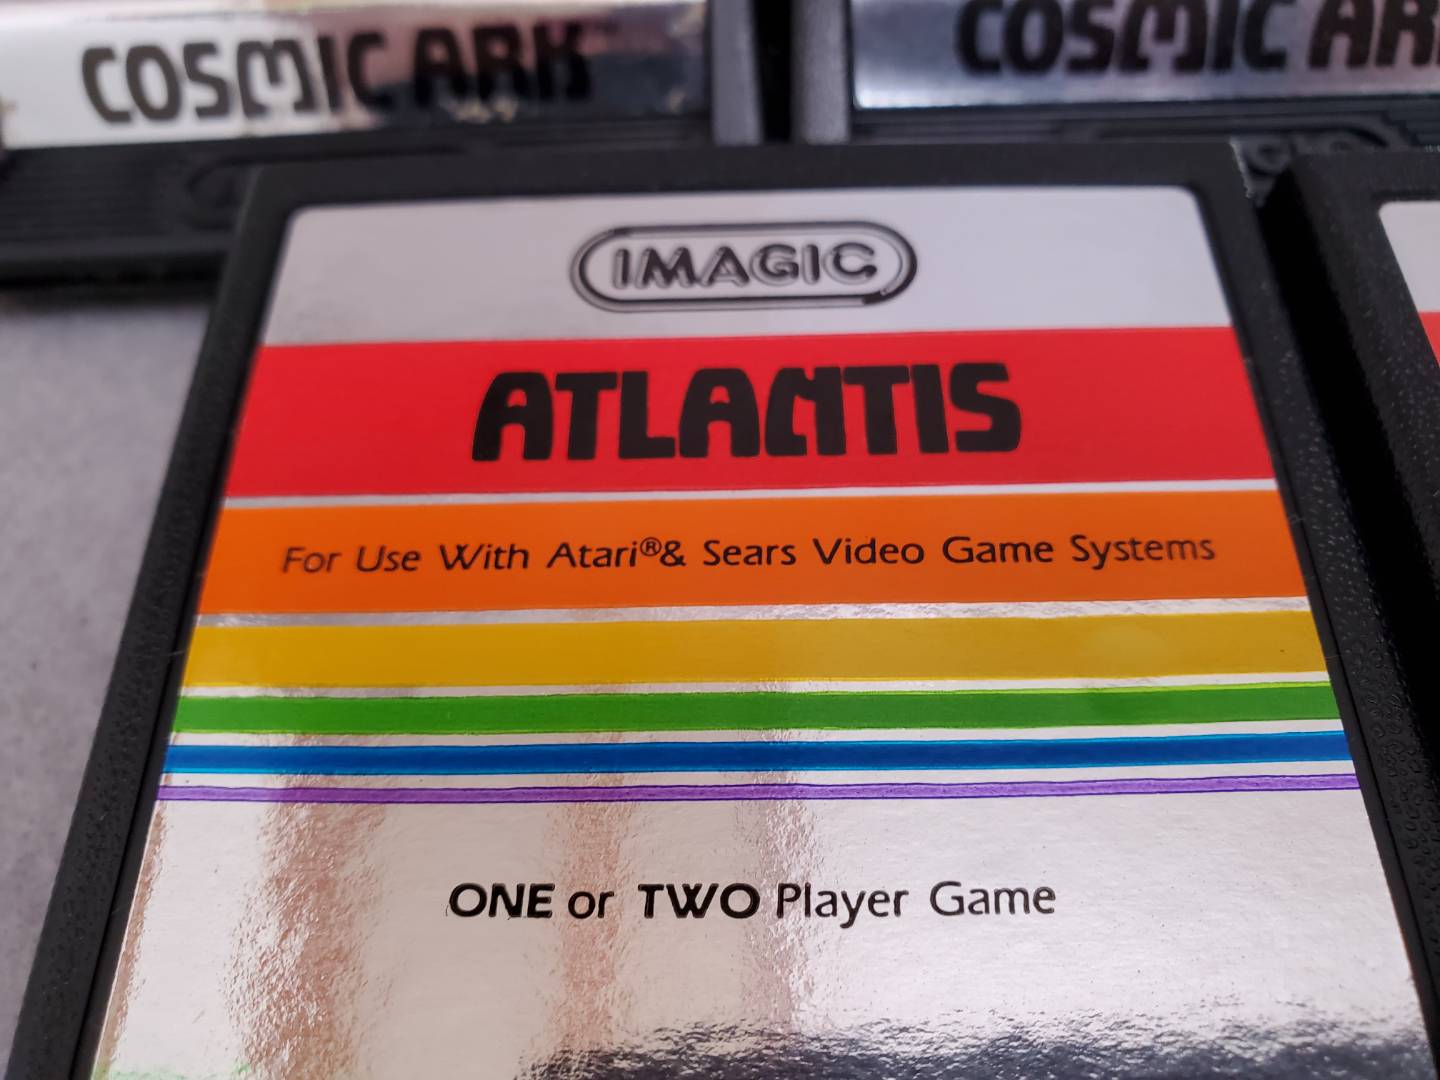 COSMIC ARK
COSMIC AR
IMAGIC
ATLANTIS
For Use With Atari®& Sears Video Game Systems
ONE or TWO Player Game